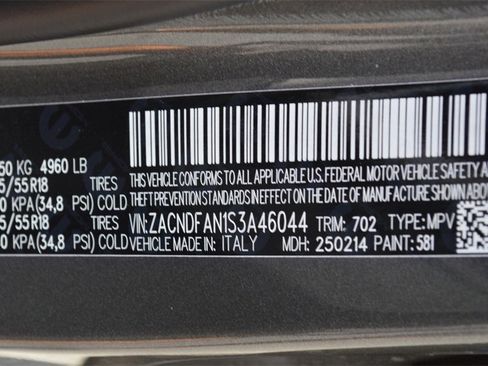 50 KG 4960 LB
5/55R18 TIRES
0 KPA(34,8 PSI) COLD
5/55R18 TIRES
0 KPA(34,8 PSI) COLD
THIS VEHICLE CONFORMS TO ALL APPLICABLE U.S. FEDERAL MOTOR VEHICLE SAFETY
THEFT PREVENTION STANDARDS IN EFFECT ON THE DATE OF MANUFACTURE SHOWN ABOVE
VIN:ZACNDFAN1S3A46044 TRIM: 702 TYPE: MPV
VEHICLE MADE IN: ITALY MDH: 250214 PAINT: 581